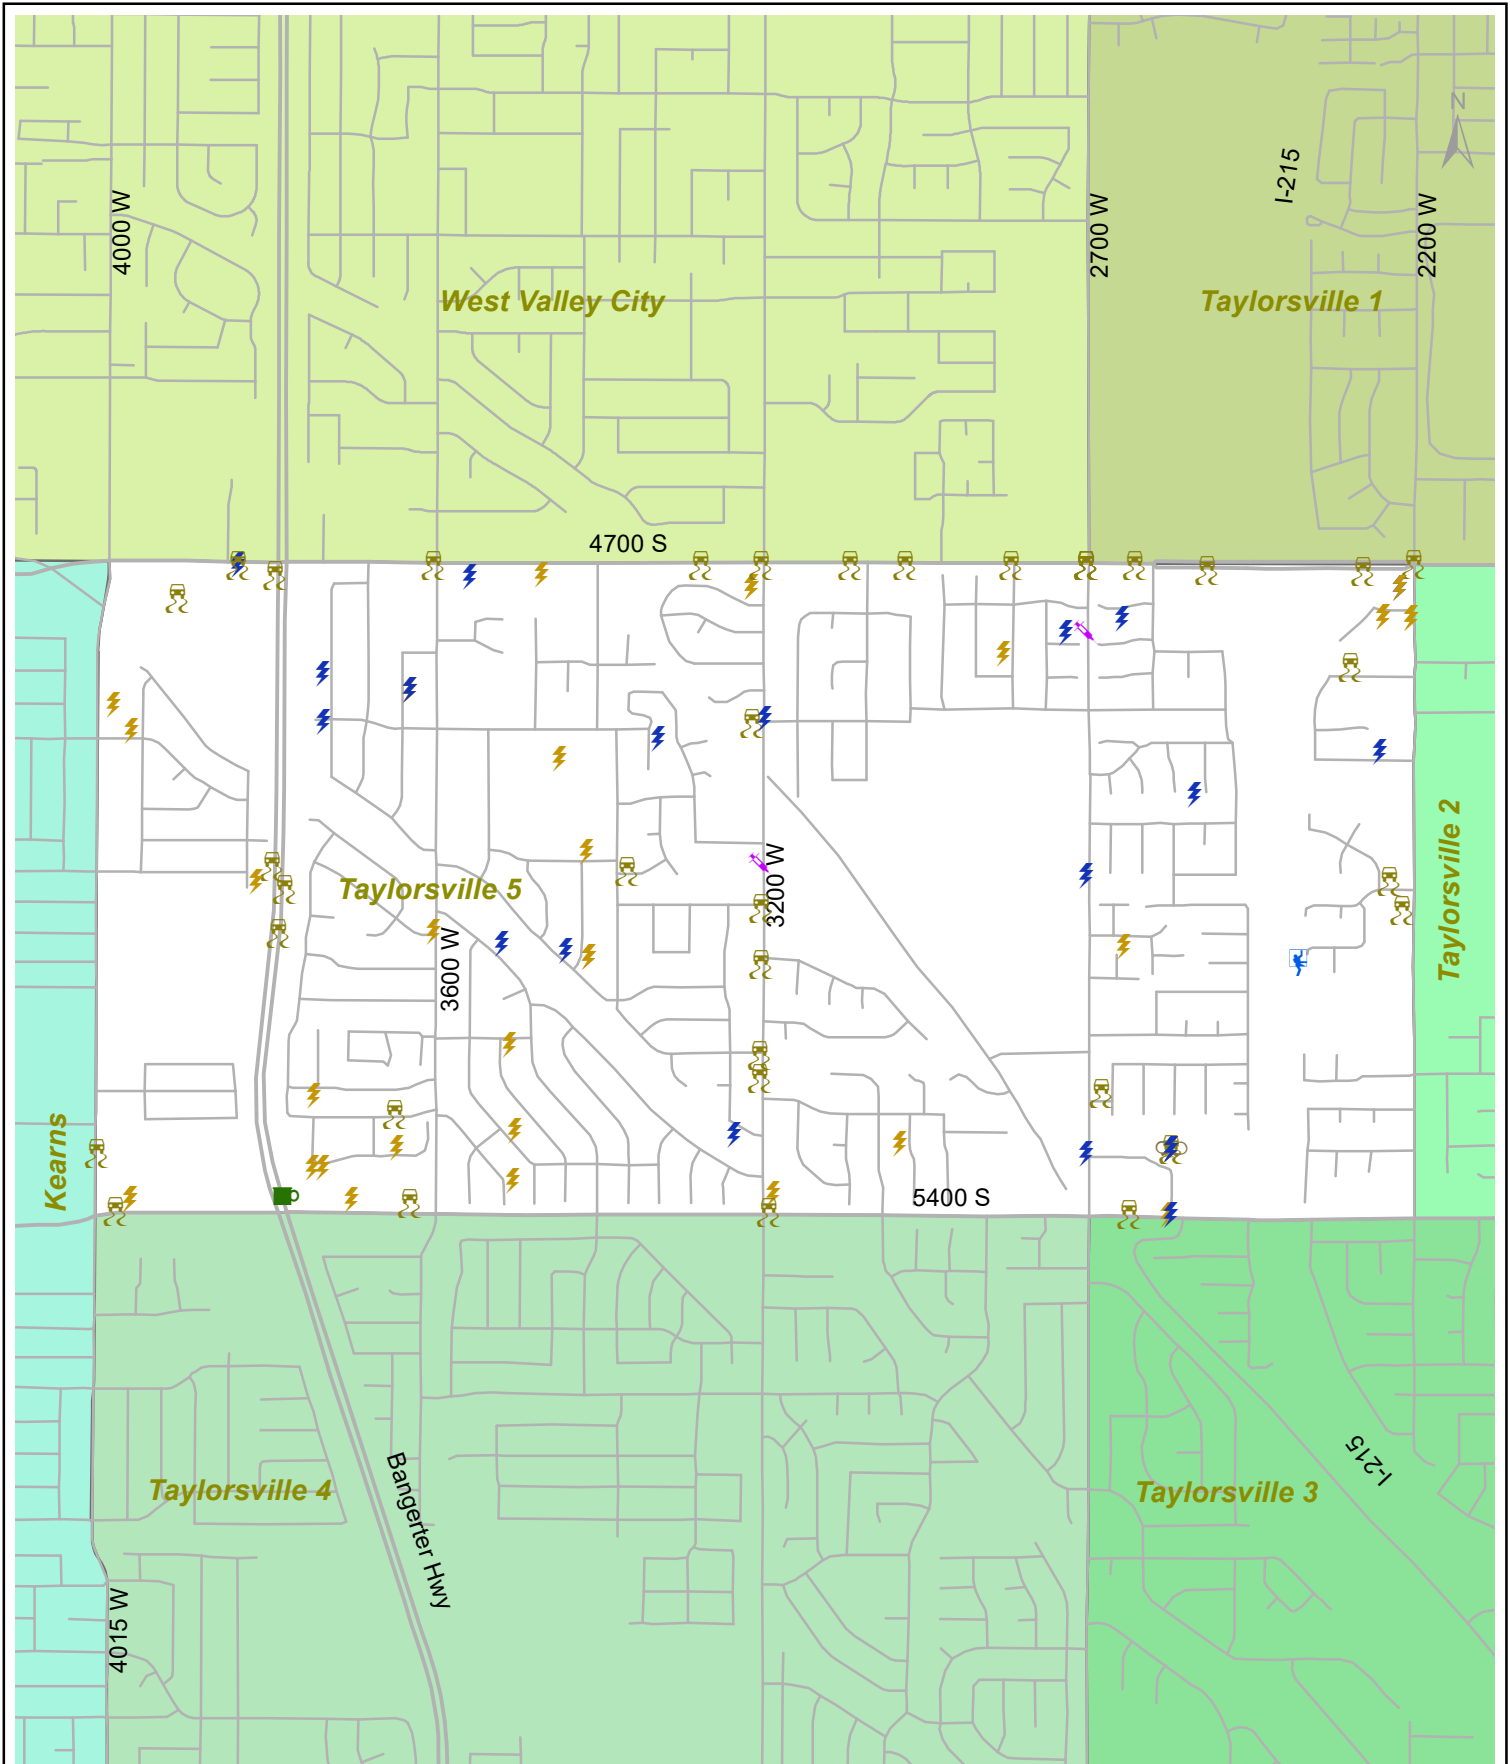 N
I-215
4000 W
2700 W
2200 W
West Valley City
Taylorsville 1
4700 S
Taylorsville 2
3200 W
Taylorsville 5
3600 W
Kearns
5400 S
I-215
Taylorsville 4
Bangerter Hwy
Taylorsville 3
4015 W